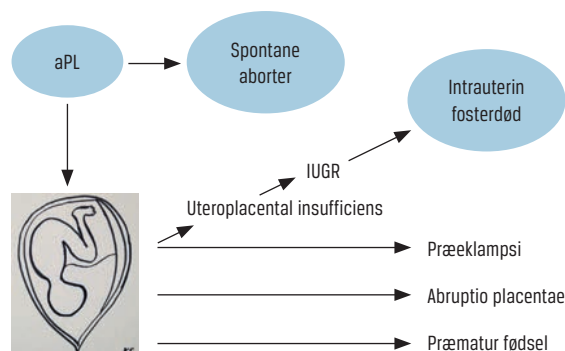 aPL
Spontane
aborter
Intrauterin
fosterdød
IUGR
Uteroplacental insufficiens
Præeklampsi
Abruptio placentae
Præmatur fødsel